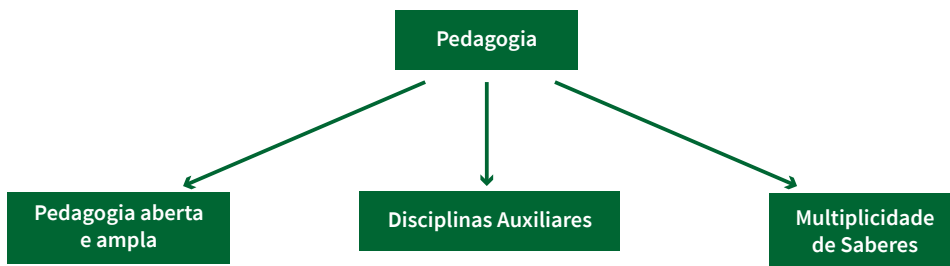 Pedagogia
Pedagogia aberta
e ampla
Disciplinas Auxiliares
Multiplicidade
de Saberes